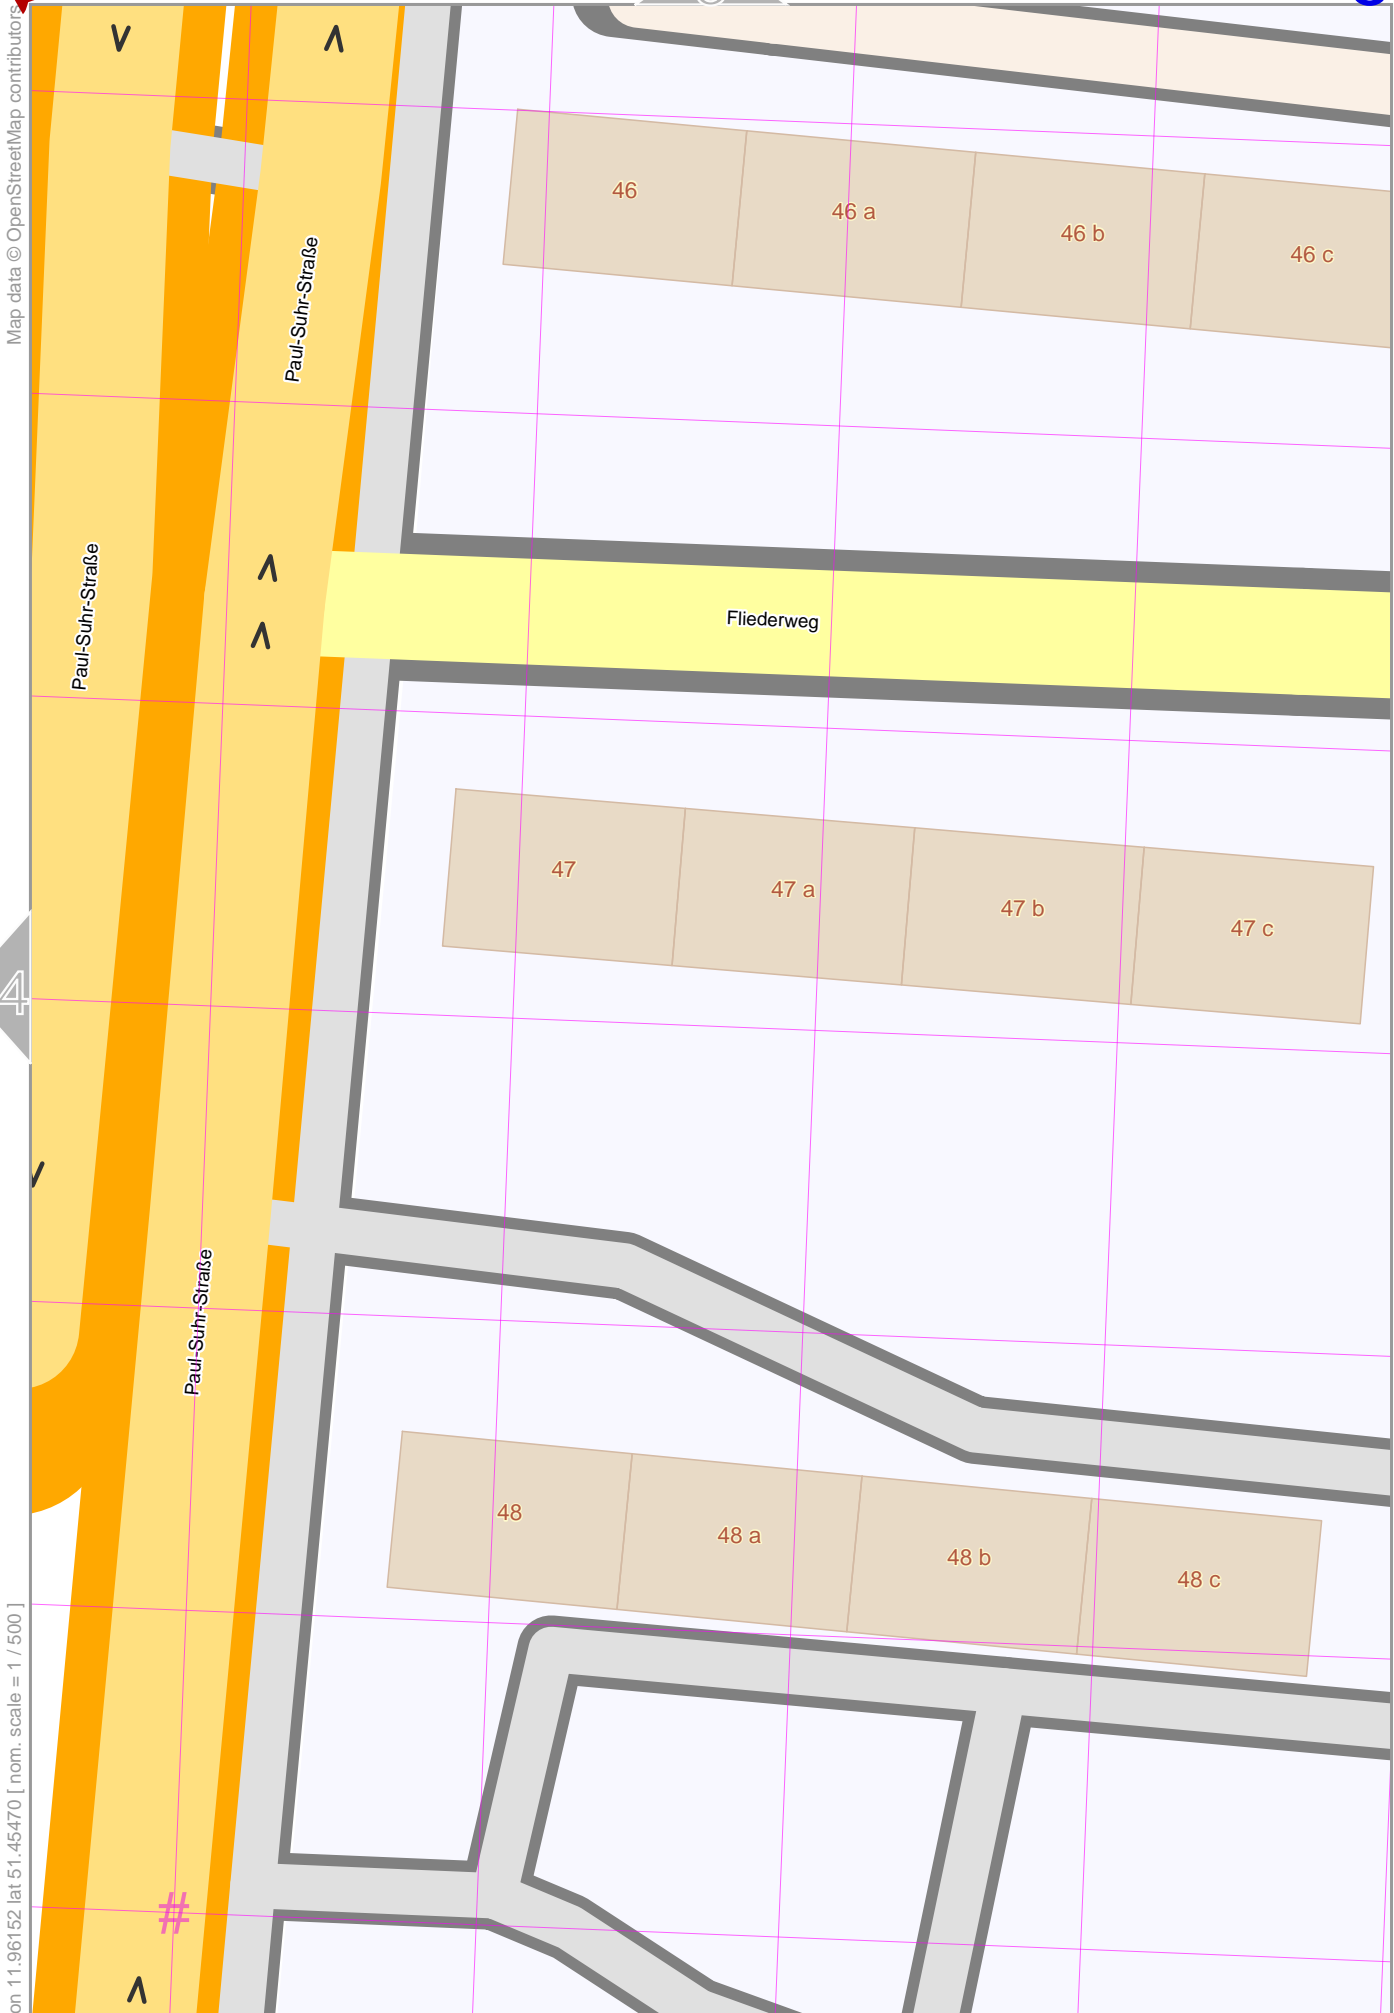 Map data © OpenStreetMap contributors
46
46 a
46 b
46 c
Paul-Suhr-Straße
Paul-Suhr-Straße
Fliederweg
47
47 a
47 b
47 c
4
Paul-Suhr-Straße
48
48 a
48 b
48 c
on 11.96152 lat 51.45470 [ nom. scale = 1 / 500 ]
#